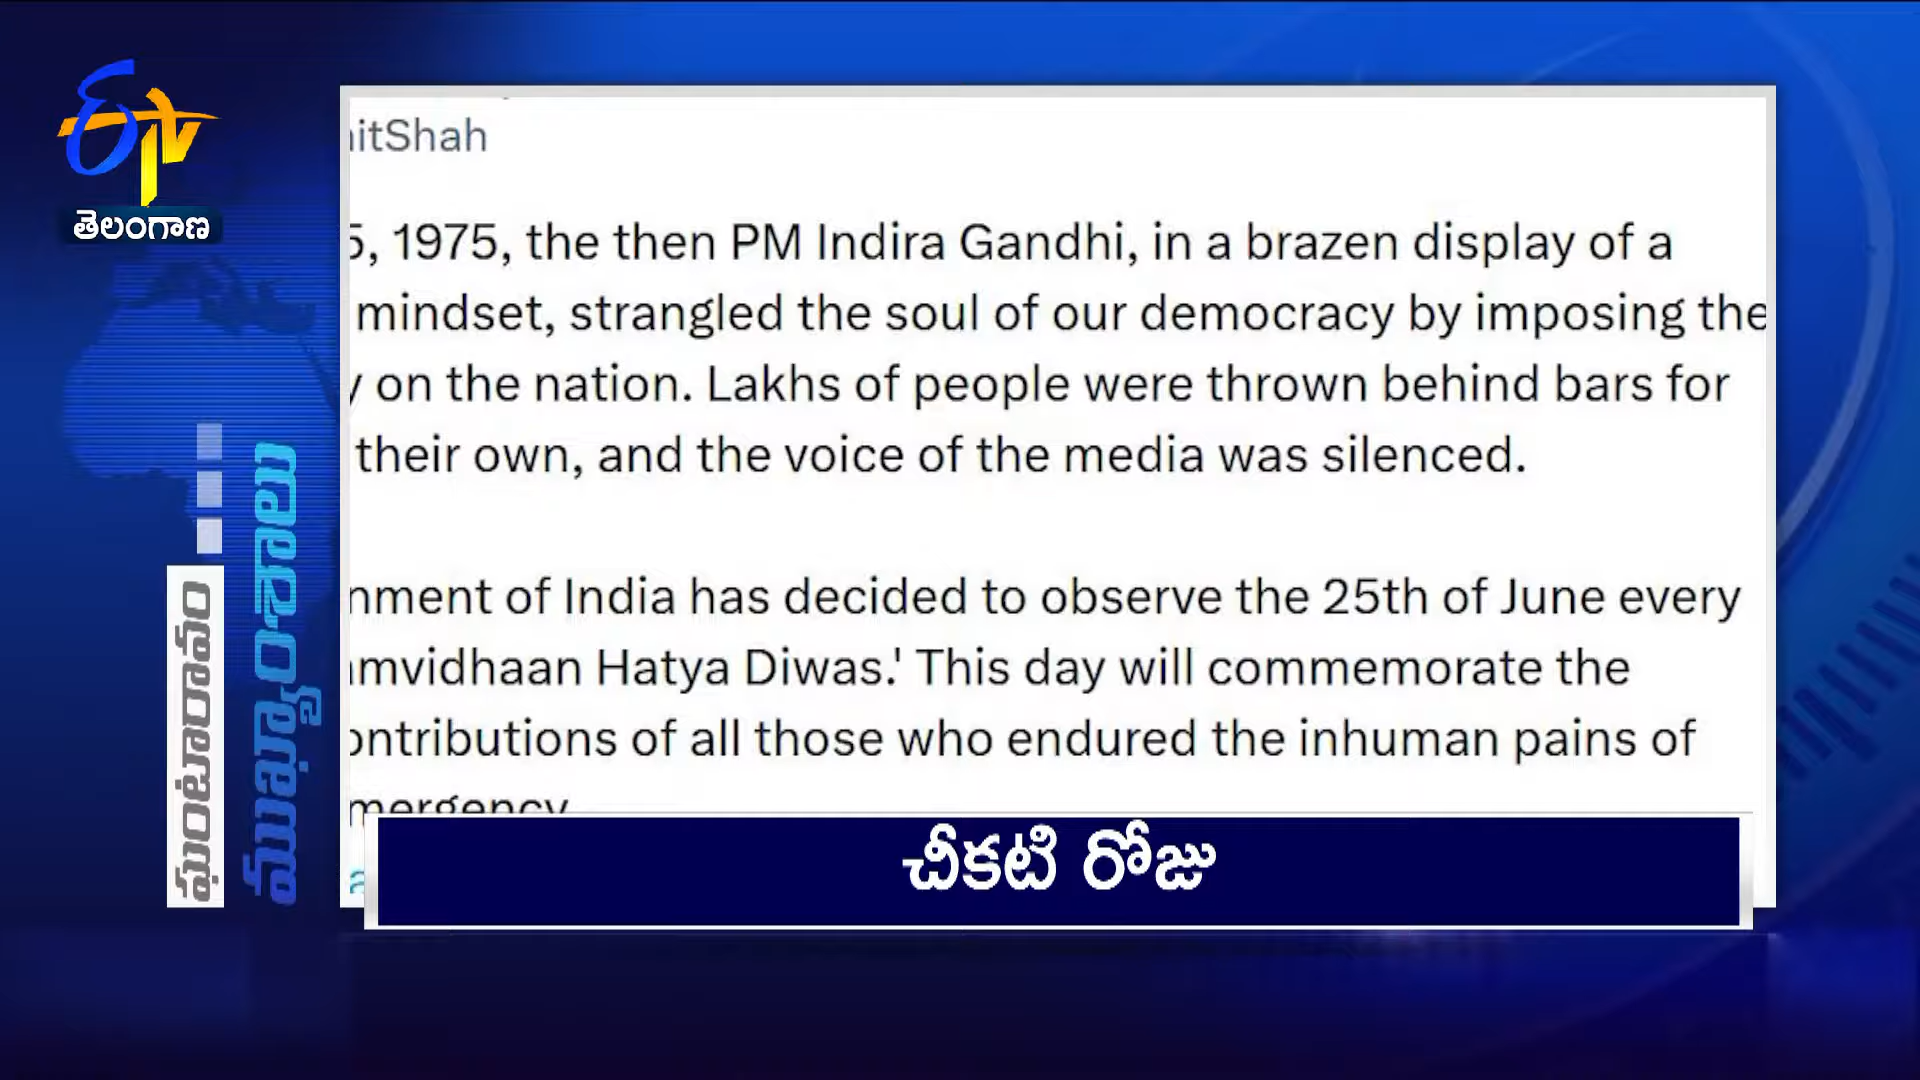 ETV
తెలంగాణ
itShah
5, 1975, the then PM Indira Gandhi, in a brazen display of a
mindset, strangled the soul of our democracy by imposing the
y on the nation. Lakhs of people were thrown behind bars for
their own, and the voice of the media was silenced.
nment of India has decided to observe the 25th of June every
amvidhaan Hatya Diwas.' This day will commemorate the
ontributions of all those who endured the inhuman pains of
mergency
చీకటి రోజు
ముఖ్యాంశాలు